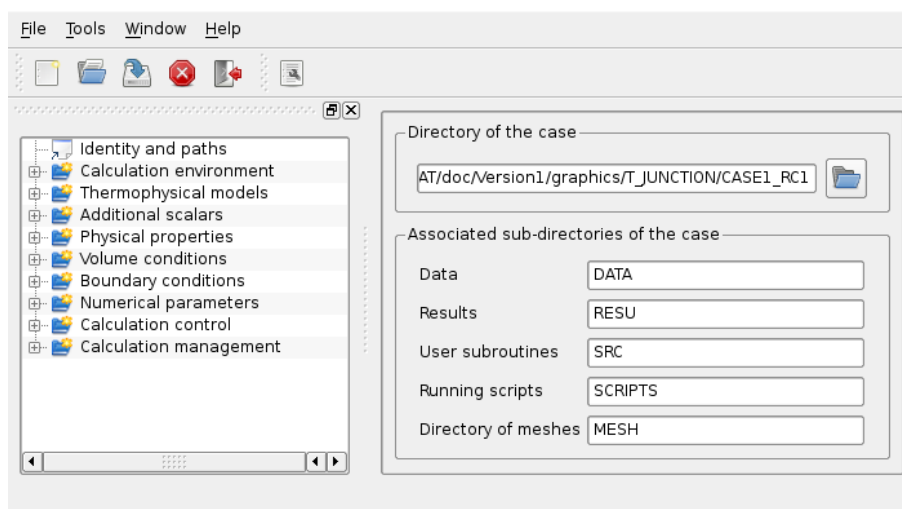 File Tools Window Help
Identity and paths
Calculation environment
Thermophysical models
Additional scalars
Physical properties
Volume conditions
Boundary conditions
Numerical parameters
Calculation control
Calculation management
Directory of the case
AT/doc/Version1/graphics/T_JUNCTION/CASE1_RC1
Associated sub-directories of the case
Data DATA
Results RESU
User subroutines SRC
Running scripts SCRIPTS
Directory of meshes MESH